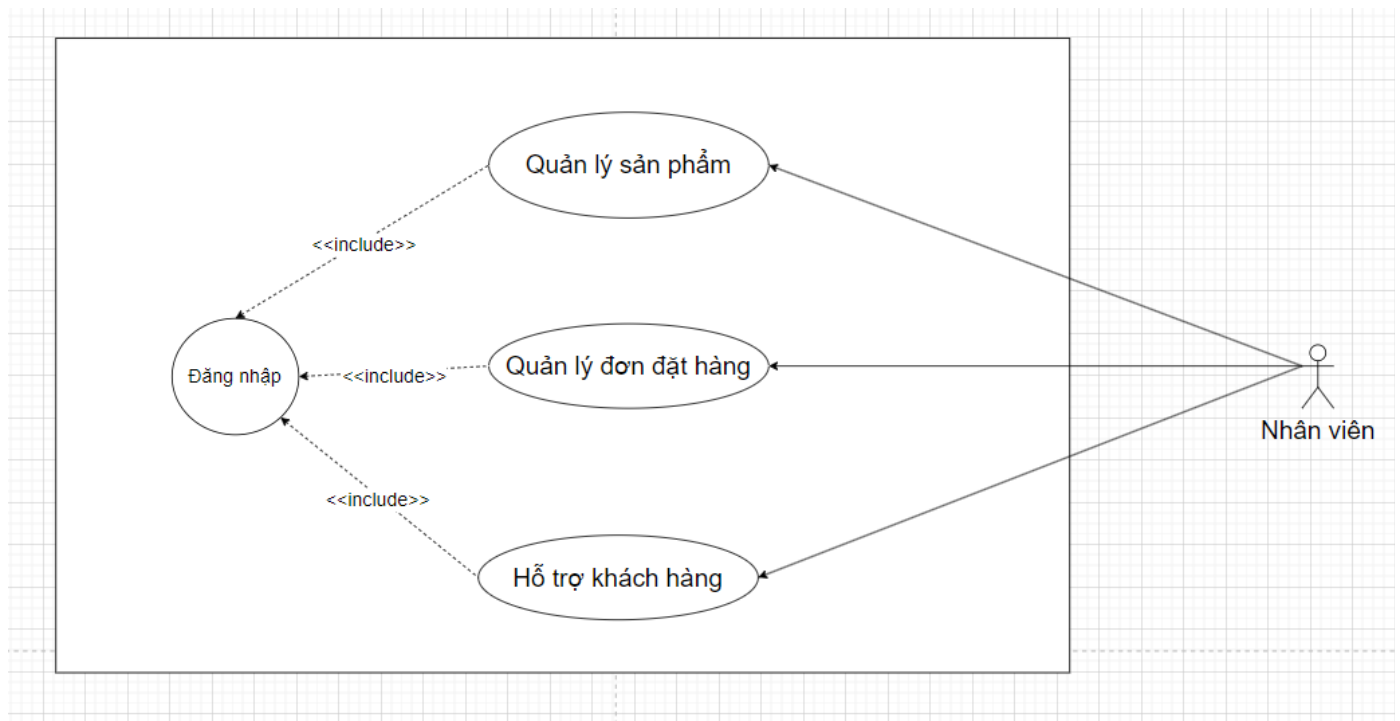 Quản lý sản phẩm
<<include>>
Quản lý đơn đặt hàng
Đăng nhập
<<include>>
Nhân viên
<<include>>
Hỗ trợ khách hàng